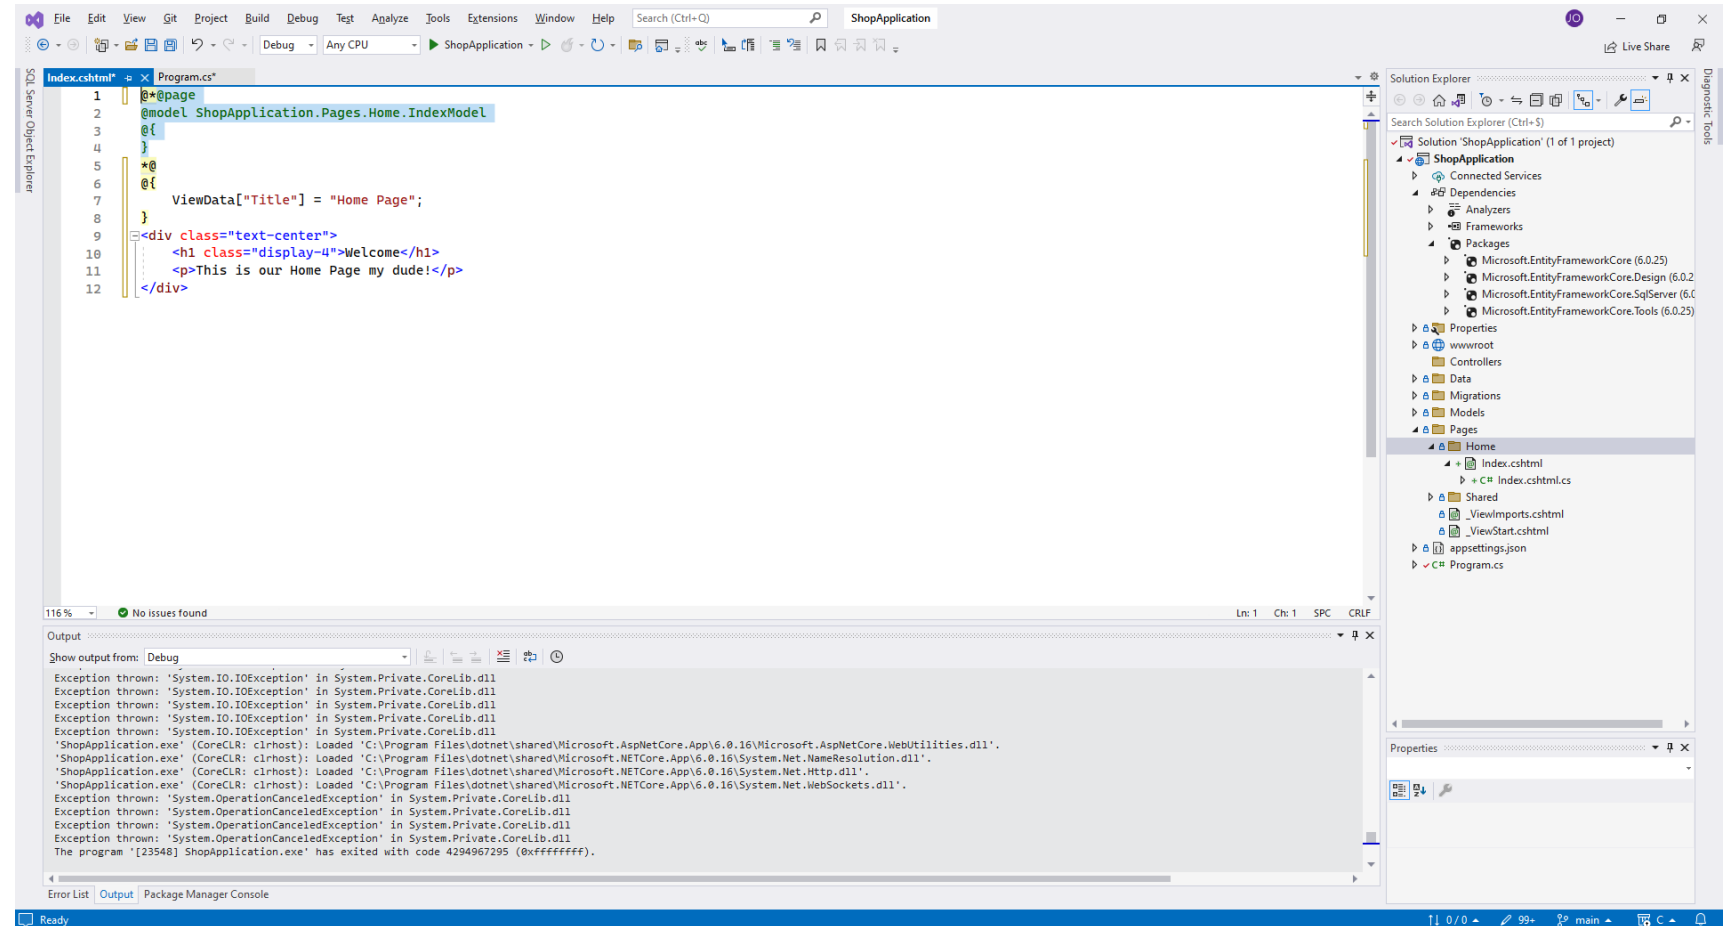 File Edit View Git Project Build Debug Test Analyze Tools Extensions Window Help Search (Ctrl+Q) ShopApplication JO
Debug Any CPU ShopApplication Live Share
SQL Server Object Explorer
Index.cshtml* Program.cs*
1 @*@page
2 @model ShopApplication.Pages.Home.IndexModel
3 @{
4 }
5 *@
6 @{
7 ViewData["Title"] = "Home Page";
8 }
9 <div class="text-center">
10 <h1 class="display-4">Welcome</h1>
11 <p>This is our Home Page my dude!</p>
12 </div>
116 % No issues found Ln: 1 Ch: 1 SPC CRLF
Output
Show output from: Debug
Exception thrown: 'System.IO.IOException' in System.Private.CoreLib.dll
Exception thrown: 'System.IO.IOException' in System.Private.CoreLib.dll
Exception thrown: 'System.IO.IOException' in System.Private.CoreLib.dll
Exception thrown: 'System.IO.IOException' in System.Private.CoreLib.dll
Exception thrown: 'System.IO.IOException' in System.Private.CoreLib.dll
'ShopApplication.exe' (CoreCLR: clrhost): Loaded 'C:\Program Files\dotnet\shared\Microsoft.AspNetCore.App\6.0.16\Microsoft.AspNetCore.WebUtilities.dll'.
'ShopApplication.exe' (CoreCLR: clrhost): Loaded 'C:\Program Files\dotnet\shared\Microsoft.NETCore.App\6.0.16\System.Net.NameResolution.dll'.
'ShopApplication.exe' (CoreCLR: clrhost): Loaded 'C:\Program Files\dotnet\shared\Microsoft.NETCore.App\6.0.16\System.Net.Http.dll'.
'ShopApplication.exe' (CoreCLR: clrhost): Loaded 'C:\Program Files\dotnet\shared\Microsoft.NETCore.App\6.0.16\System.Net.WebSockets.dll'.
Exception thrown: 'System.OperationCanceledException' in System.Private.CoreLib.dll
Exception thrown: 'System.OperationCanceledException' in System.Private.CoreLib.dll
Exception thrown: 'System.OperationCanceledException' in System.Private.CoreLib.dll
Exception thrown: 'System.OperationCanceledException' in System.Private.CoreLib.dll
The program '[23548] ShopApplication.exe' has exited with code 4294967295 (0xffffffff).
Error List Output Package Manager Console
Solution Explorer
Search Solution Explorer (Ctrl+$)
Solution 'ShopApplication' (1 of 1 project)
ShopApplication
Connected Services
Dependencies
Analyzers
Frameworks
Packages
Microsoft.EntityFrameworkCore (6.0.25)
Microsoft.EntityFrameworkCore.Design (6.0.2
Microsoft.EntityFrameworkCore.SqlServer (6.0
Microsoft.EntityFrameworkCore.Tools (6.0.25)
Properties
wwwroot
Controllers
Data
Migrations
Models
Pages
Home
Index.cshtml
C# Index.cshtml.cs
Shared
_ViewImports.cshtml
_ViewStart.cshtml
appsettings.json
C# Program.cs
Properties
Diagnostic Tools
Ready 0 / 0 99+ main C